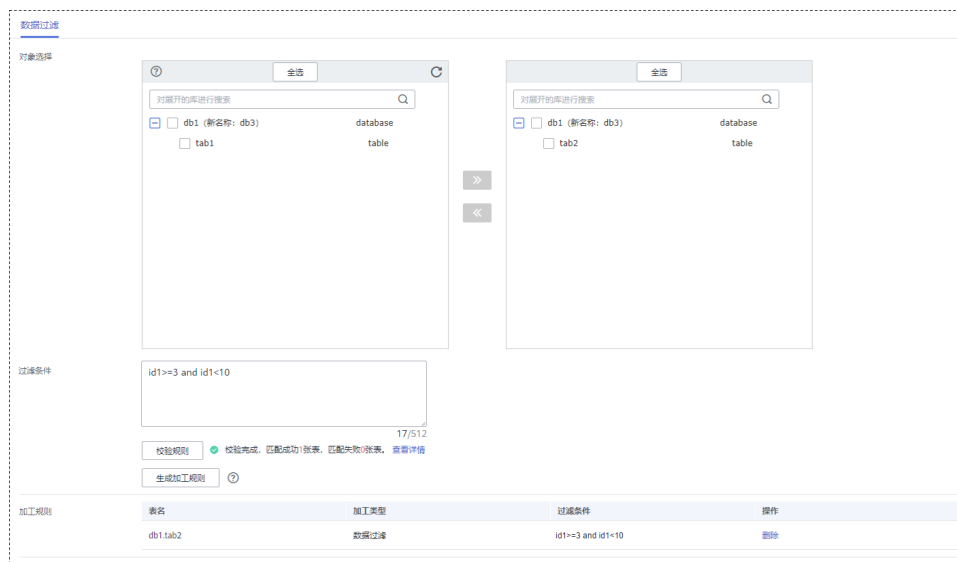 数据过滤
对象选择
全选
对展开的库进行搜索
db1（新名称：db3） database
tab1 table
全选
对展开的库进行搜索
db1（新名称：db3） database
tab2 table
过滤条件
id1>=3 and id1<10
17/512
校验规则 校验完成，匹配成功1张表，匹配失败0张表。 查看详情
生成加工规则
加工规则
表名 加工类型 过滤条件 操作
db1.tab2 数据过滤 id1>=3 and id1<10 删除